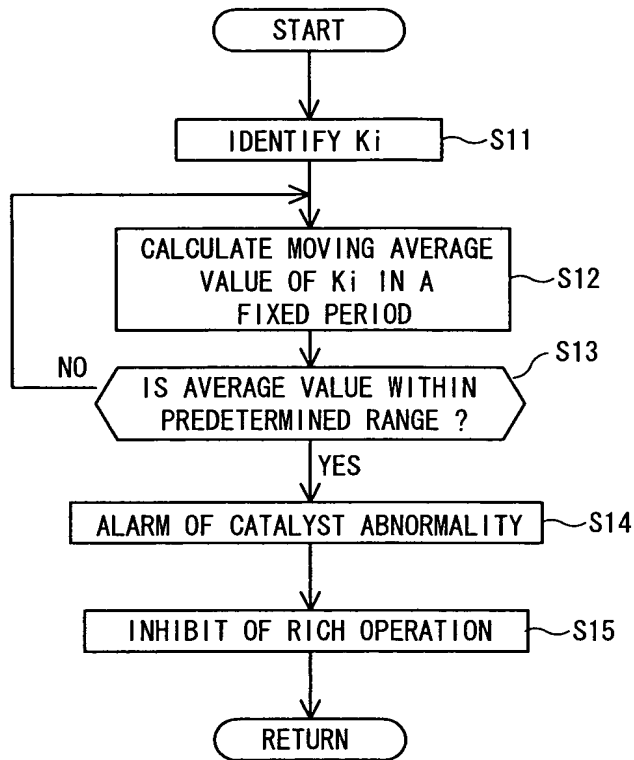 START
IDENTIFY Ki
S11
CALCULATE MOVING AVERAGE
VALUE OF Ki IN A
FIXED PERIOD
S12
S13
NO
IS AVERAGE VALUE WITHIN
PREDETERMINED RANGE ?
YES
ALARM OF CATALYST ABNORMALITY
S14
INHIBIT OF RICH OPERATION
S15
RETURN